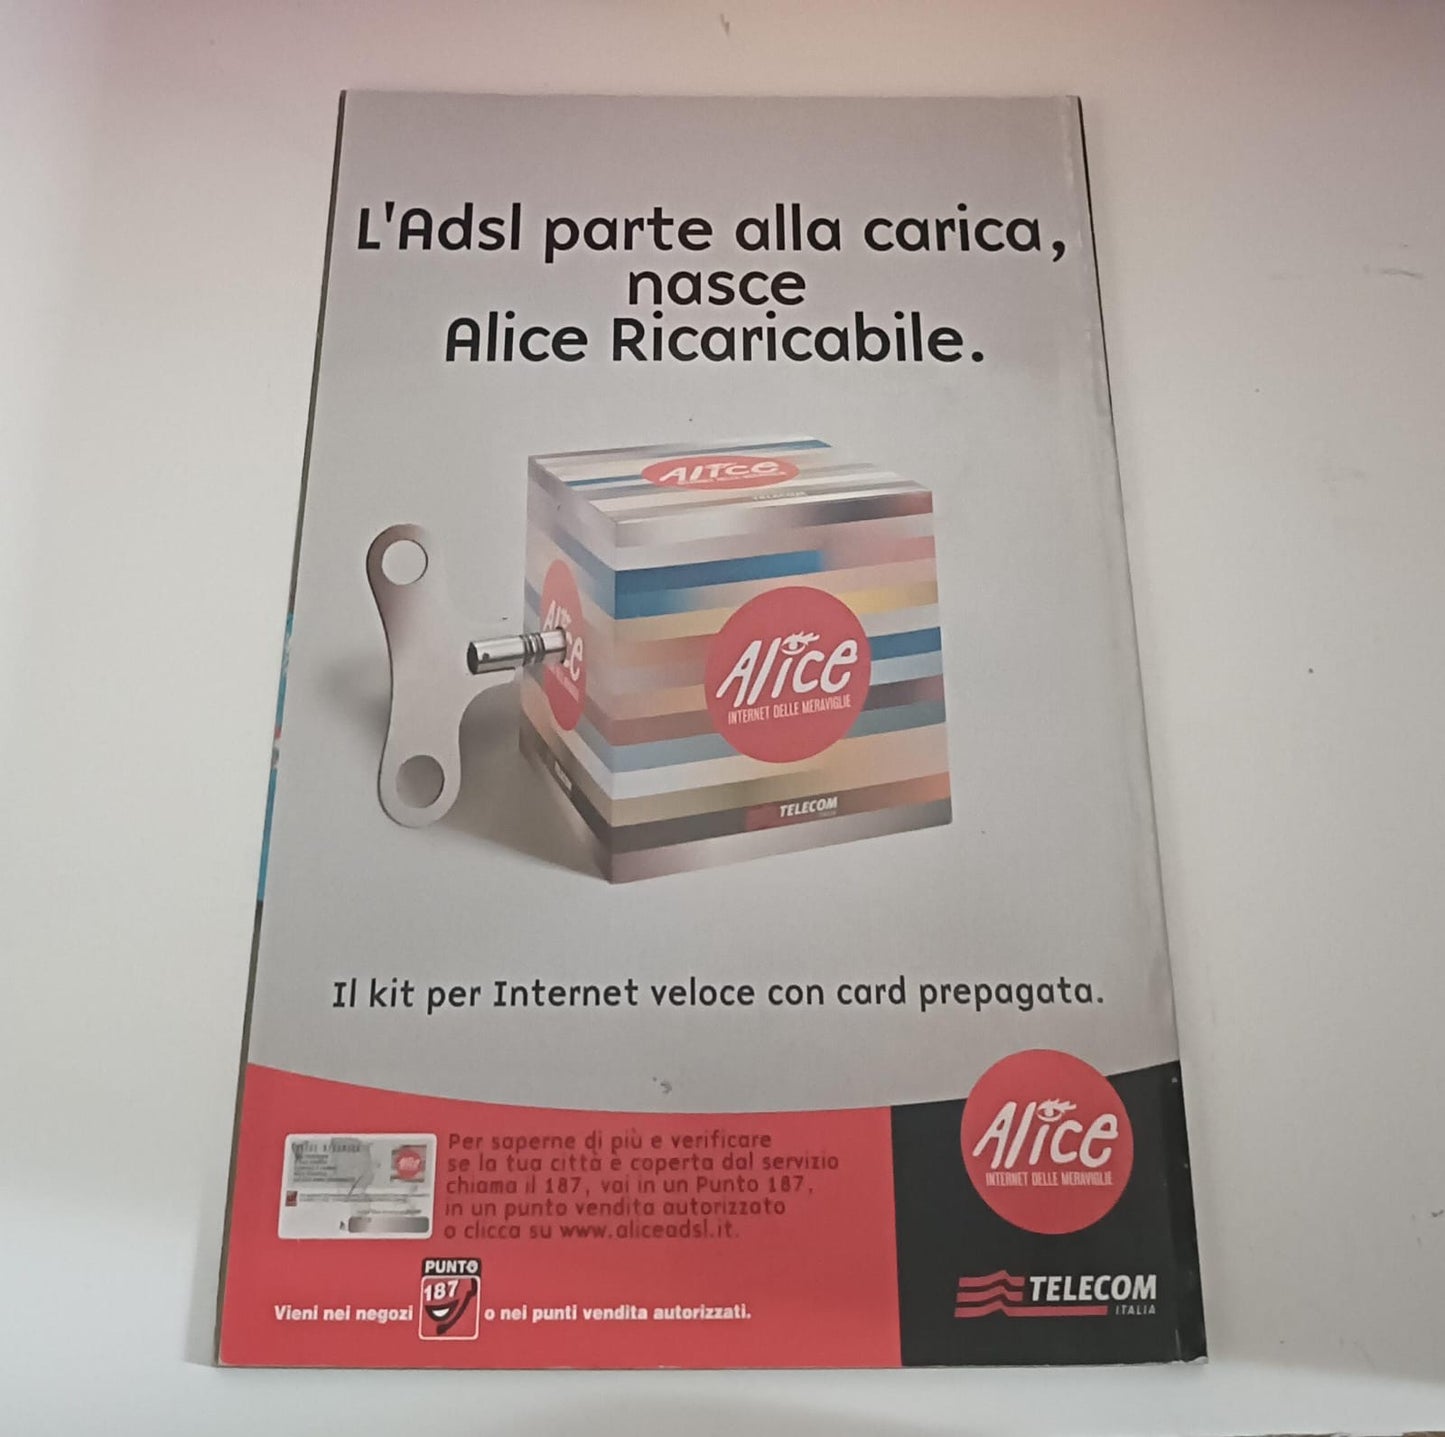 L'Adsl parte alla carica,
nasce
Alice Ricaricabile.
Alice
TELECOM
Alice
Alice
INTERNET DELLE MERAVIGLIE
TELECOM
Il kit per Internet veloce con card prepagata.
Per saperne di più e verificare
se la tua città è coperta dal servizio
chiama il 187, vai in un Punto 187,
in un punto vendita autorizzato
o clicca su www.aliceadsl.it.
PUNTO
187
Vieni nei negozi
o nei punti vendita autorizzati.
Alice
INTERNET DELLE MERAVIGLIE
TELECOM
ITALIA